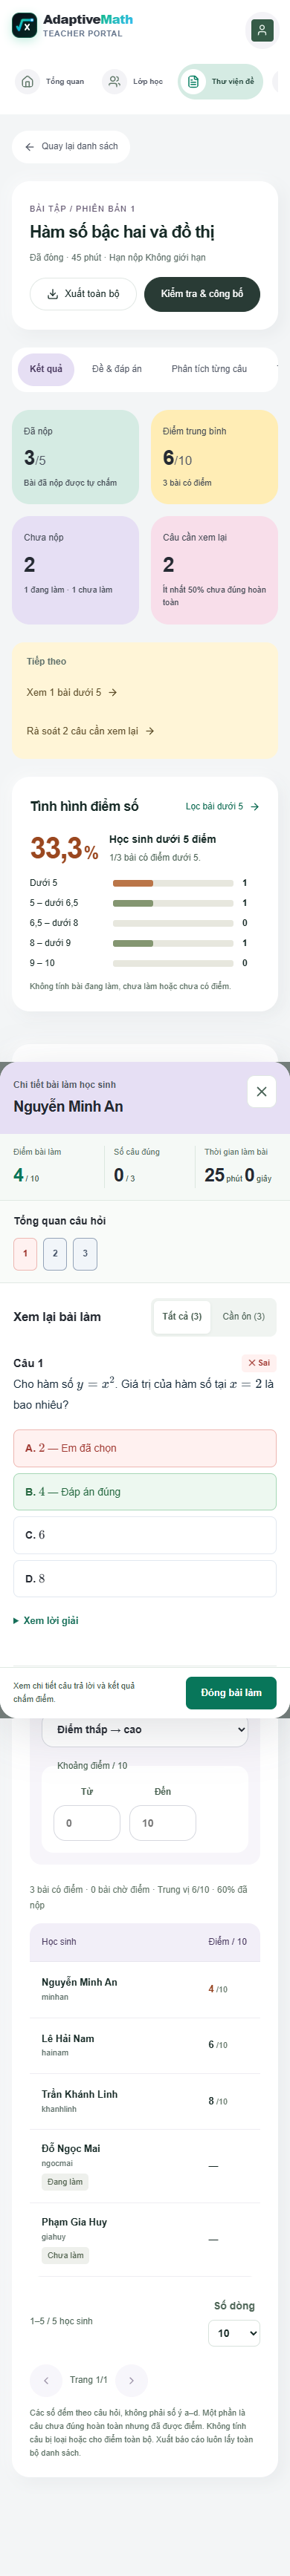 AdaptiveMath
TEACHER PORTAL
Tổng quan
Lớp học
Thư viện đề
Quay lại danh sách
BÀI TẬP / PHIÊN BẢN 1
Hàm số bậc hai và đồ thị
Đã đóng · 45 phút · Hạn nộp Không giới hạn
Xuất toàn bộ
Kiểm tra & công bố
Kết quả
Đề & đáp án
Phân tích từng câu
Đã nộp
3/5
Bài đã nộp được tự chấm
Điểm trung bình
6/10
3 bài có điểm
Chưa nộp
2
1 đang làm · 1 chưa làm
Câu cần xem lại
2
Ít nhất 50% chưa đúng hoàn
toàn
Tiếp theo
Xem 1 bài dưới 5 →
Rà soát 2 câu cần xem lại →
Tình hình điểm số
Lọc bài dưới 5 →
33,3%
Học sinh dưới 5 điểm
1/3 bài có điểm dưới 5.
Dưới 5 1
5 – dưới 6,5 1
6,5 – dưới 8 0
8 – dưới 9 1
9 – 10 0
Không tính bài đang làm, chưa làm hoặc chưa có điểm.
Chi tiết bài làm học sinh
Nguyễn Minh An
Điểm bài làm
4 / 10
Số câu đúng
0 / 3
Thời gian làm bài
25 phút 0 giây
Tổng quan câu hỏi
1 2 3
Xem lại bài làm
Tất cả (3)
Cần ôn (3)
Câu 1
Sai
Cho hàm số y = x². Giá trị của hàm số tại x = 2 là
bao nhiêu?
A. 2 — Em đã chọn
B. 4 — Đáp án đúng
C. 6
D. 8
Xem lời giải
Xem chi tiết câu trả lời và kết quả
chấm điểm.
Đóng bài làm
Điểm thấp → cao
Khoảng điểm / 10
Từ
Đến
0
10
3 bài có điểm · 0 bài chờ điểm · Trung vị 6/10 · 60% đã
nộp
Học sinh
Điểm / 10
Nguyễn Minh An
minhan
4 /10
Lê Hải Nam
hainam
6 /10
Trần Khánh Linh
khanhlinh
8 /10
Đỗ Ngọc Mai
ngocmai
Đang làm
—
Phạm Gia Huy
giahuy
Chưa làm
—
1–5 / 5 học sinh
Số dòng
10
Trang 1/1
Các số đếm theo câu hỏi, không phải số ý a–d. Một phần là
câu chưa đúng hoàn toàn nhưng đã được điểm. Không tính
câu bị loại hoặc cho điểm toàn bộ. Xuất báo cáo luôn lấy toàn
bộ danh sách.